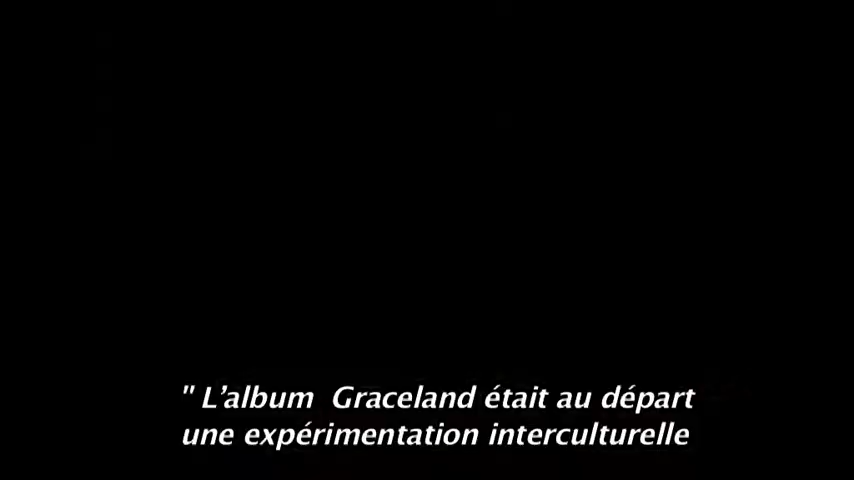 " L’album  Graceland était au départ
une expérimentation interculturelle